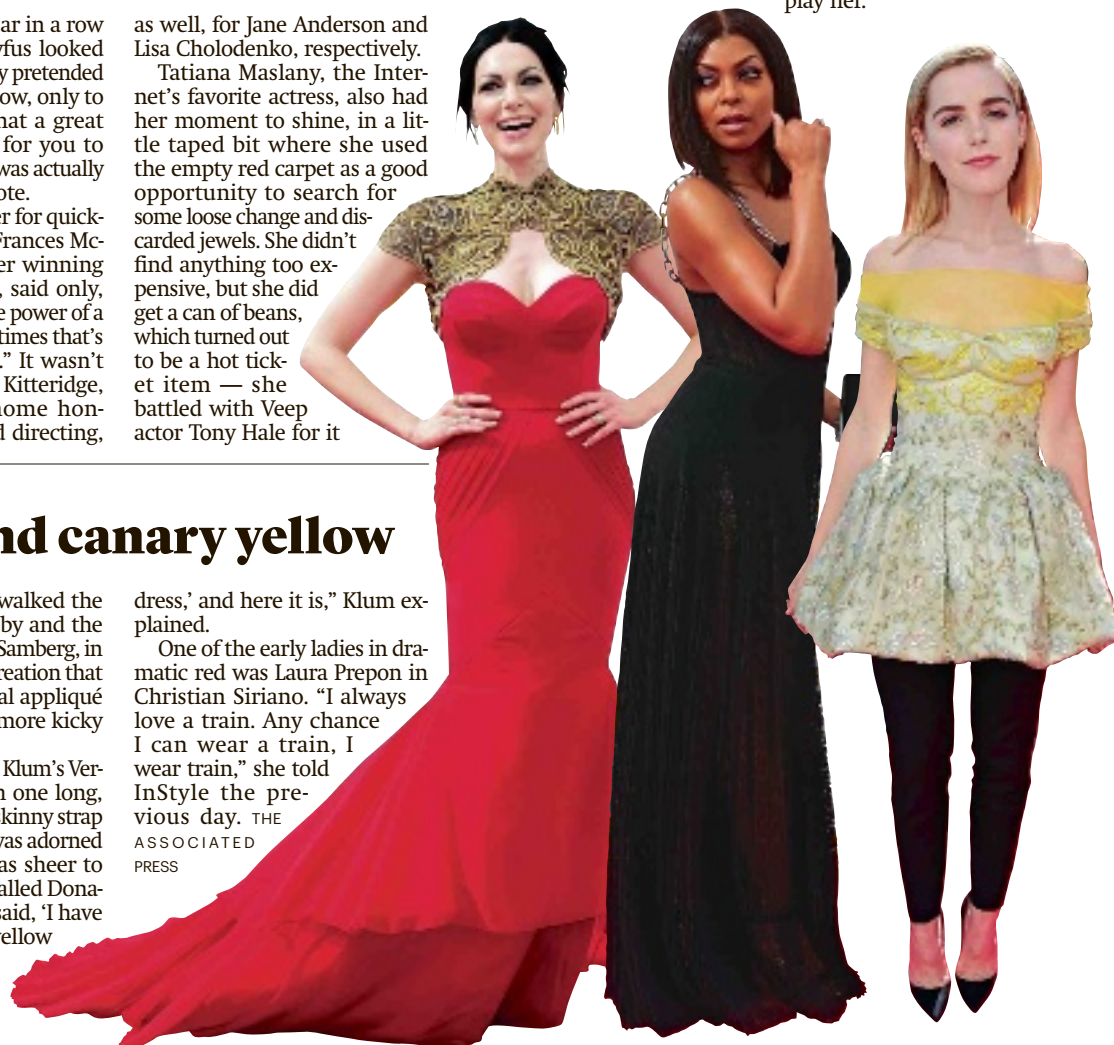 play her.
ar in a row
yfus looked
y pretended
ow, only to
hat a great
for you to
was actually
ote.
er for quick-
Frances Mc-
er winning
, said only,
e power of a
times that's
.” It wasn't
Kitteridge,
home hon-
d directing,
as well, for Jane Anderson and
Lisa Cholodenko, respectively.
Tatiana Maslany, the Inter-
net's favorite actress, also had
her moment to shine, in a lit-
tle taped bit where she used
the empty red carpet as a good
opportunity to search for
some loose change and dis-
carded jewels. She didn't
find anything too ex-
pensive, but she did
get a can of beans,
which turned out
to be a hot tick-
et item — she
battled with Veep
actor Tony Hale for it
nd canary yellow
walked the
by and the
Samberg, in
reation that
al appliqué
more kicky
Klum's Ver-
n one long,
skinny strap
was adorned
as sheer to
alled Dona-
said, ‘I have
yellow
dress,’ and here it is,” Klum ex-
plained.
One of the early ladies in dra-
matic red was Laura Prepon in
Christian Siriano. “I always
love a train. Any chance
I can wear a train, I
wear train,” she told
InStyle the pre-
vious day. THE
ASSOCIATED
PRESS